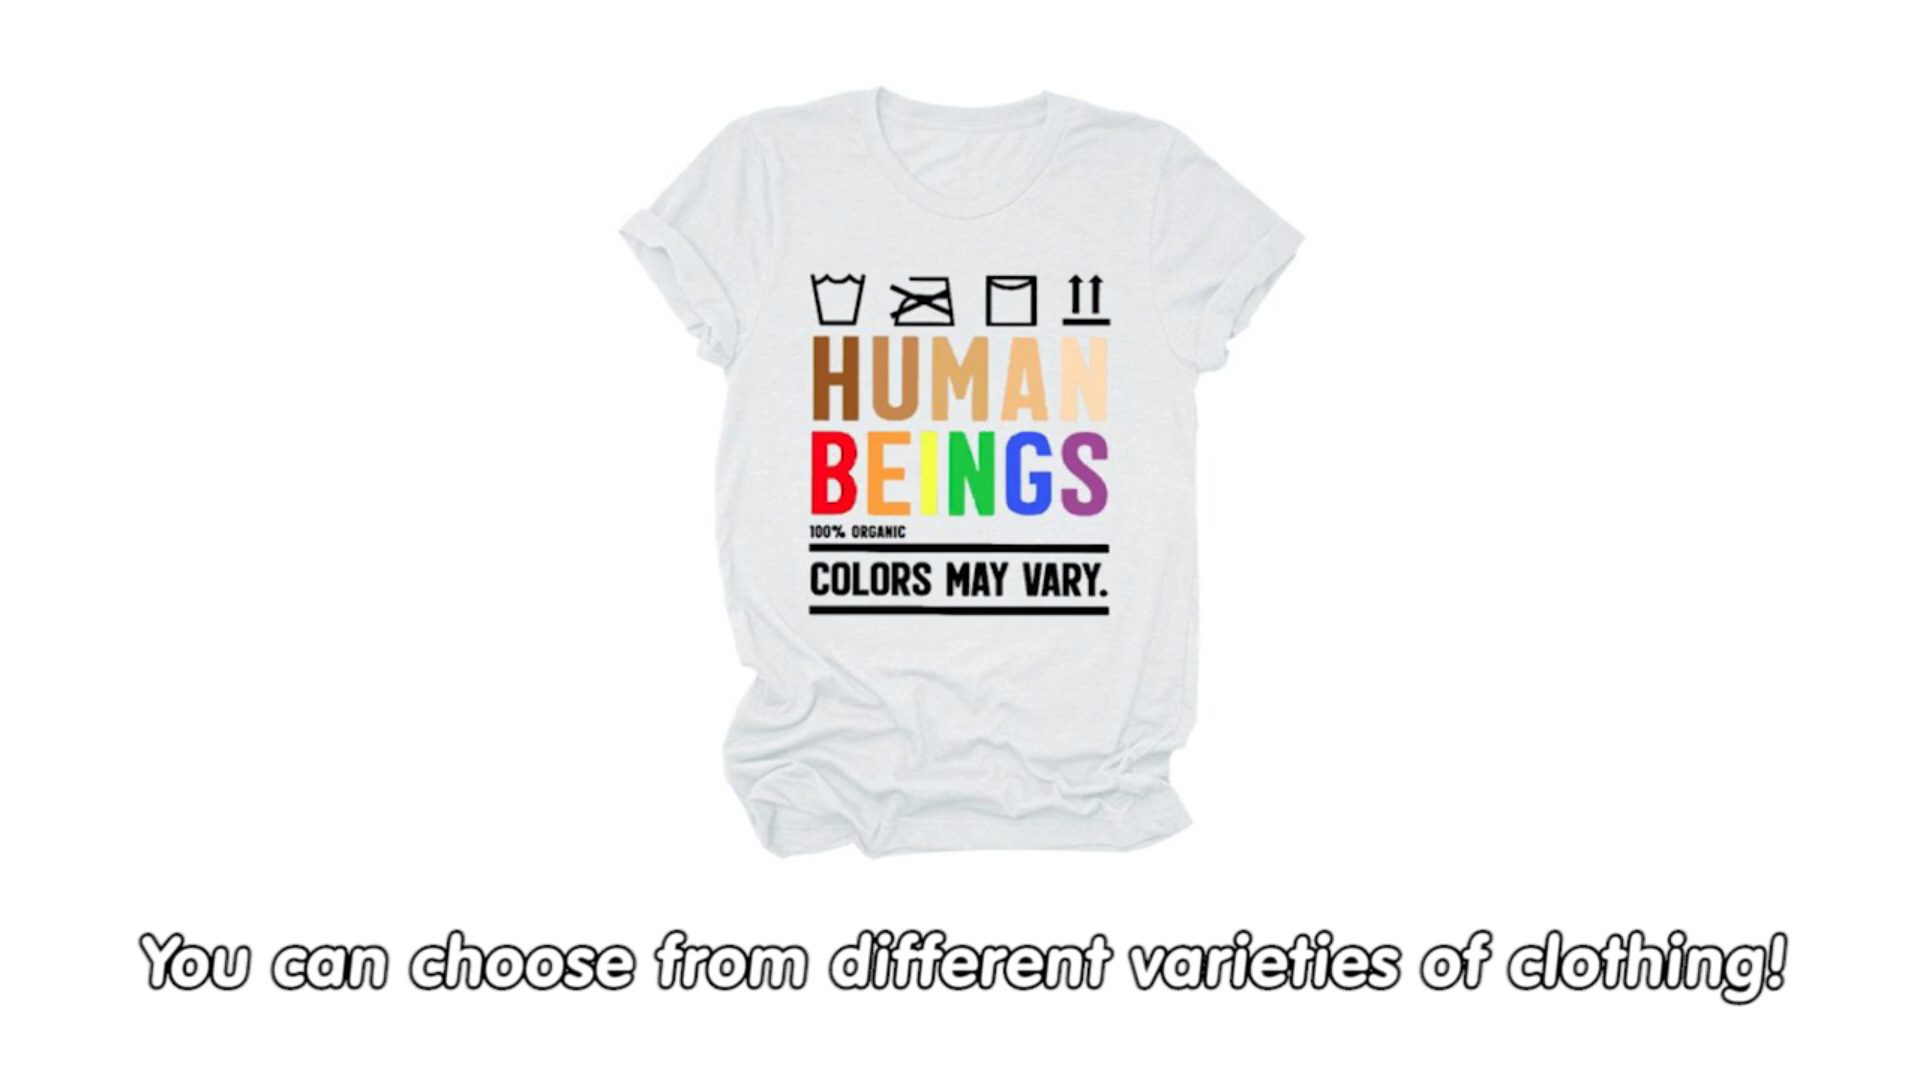 HUMAN
BEINGS
100% ORGANIC
COLORS MAY VARY.
You can choose from different varieties of clothing!